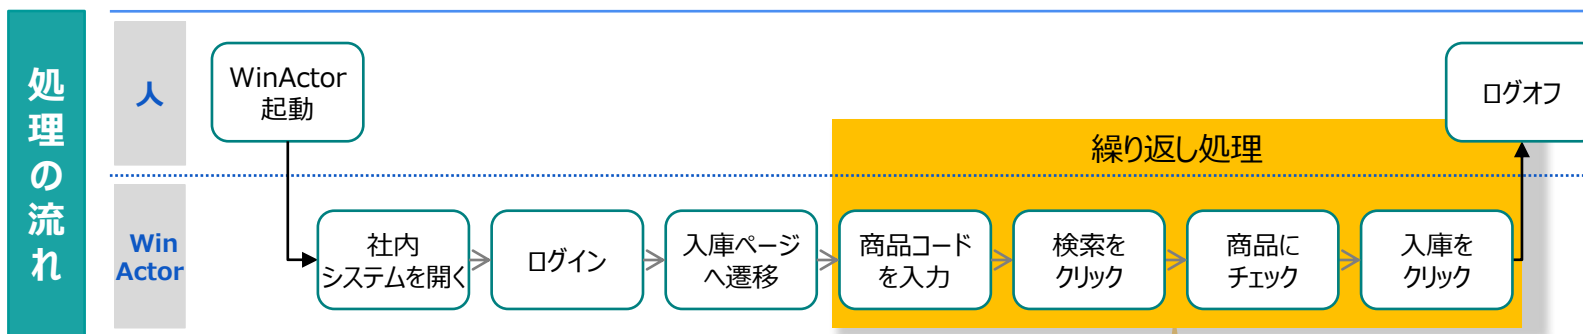 処理の流れ
人
WinActor
起動
ログオフ
繰り返し処理
Win
Actor
社内
システムを開く
ログイン
入庫ページ
へ遷移
商品コード
を入力
検索を
クリック
商品に
チェック
入庫を
クリック